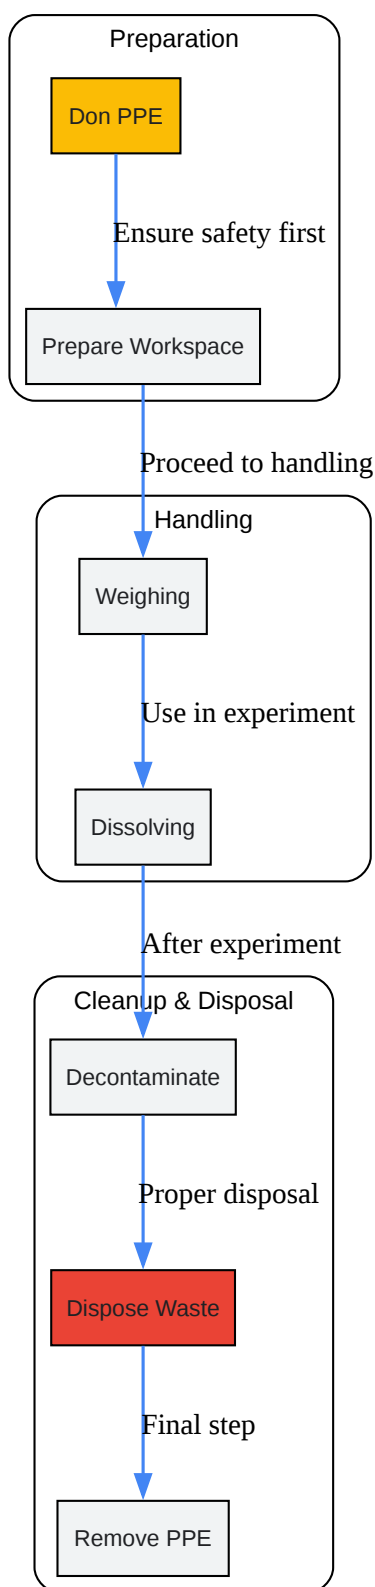 Preparation
Don PPE
Ensure safety first
Prepare Workspace
Proceed to handling
Handling
Weighing
Use in experiment
Dissolving
After experiment
Cleanup & Disposal
Decontaminate
Proper disposal
Dispose Waste
Final step
Remove PPE